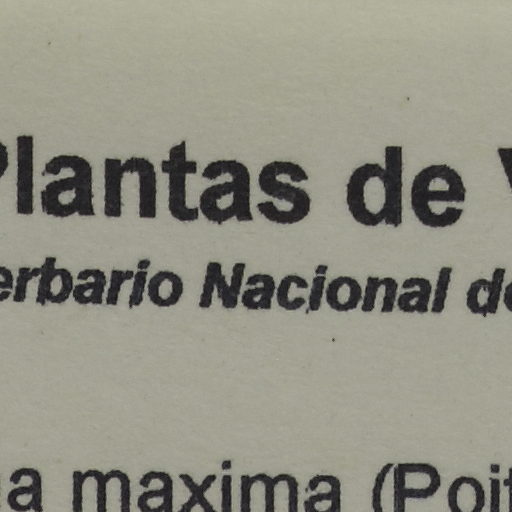 Plantas de V
erbario Nacional de
a maxima (Poit